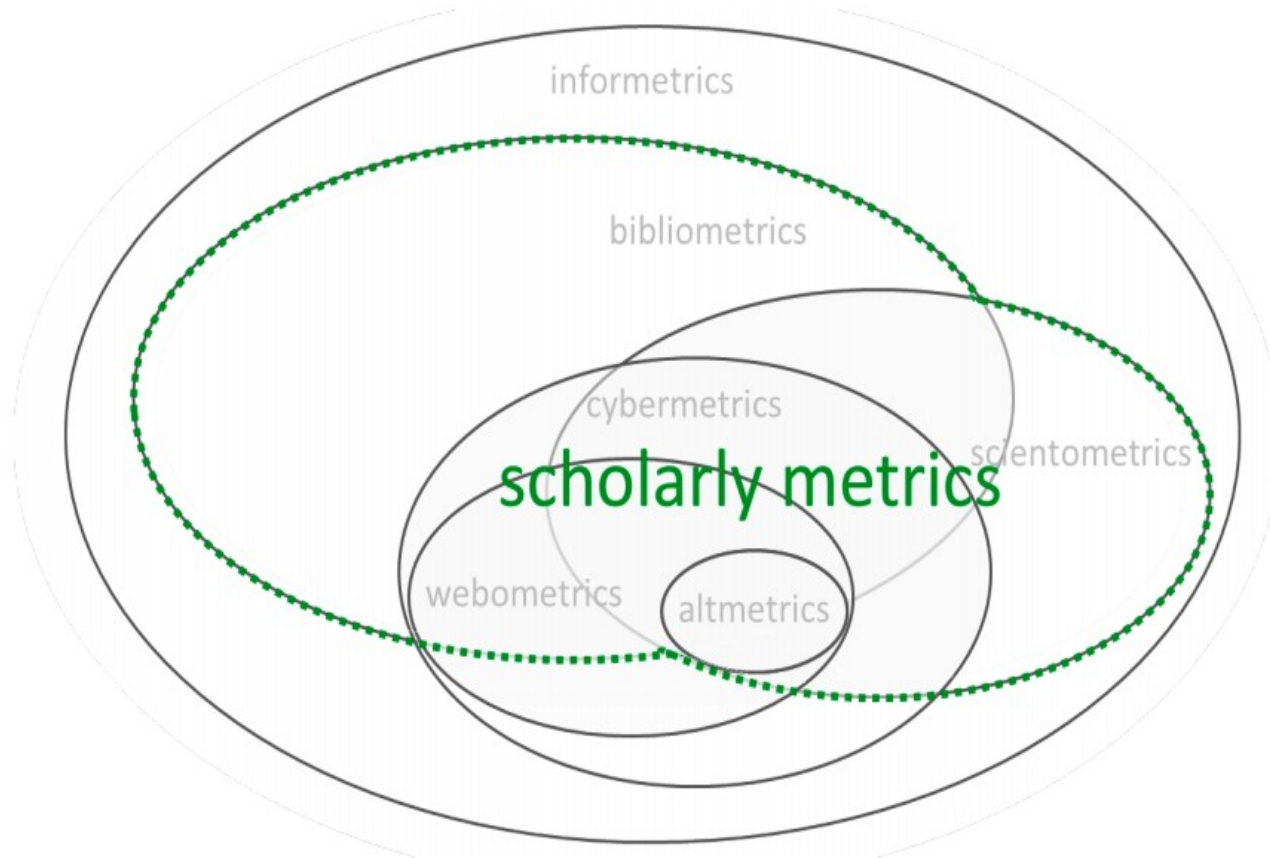 informetrics
bibliometrics
cybermetrics
scientometrics
scholarly metrics
webometrics
altmetrics